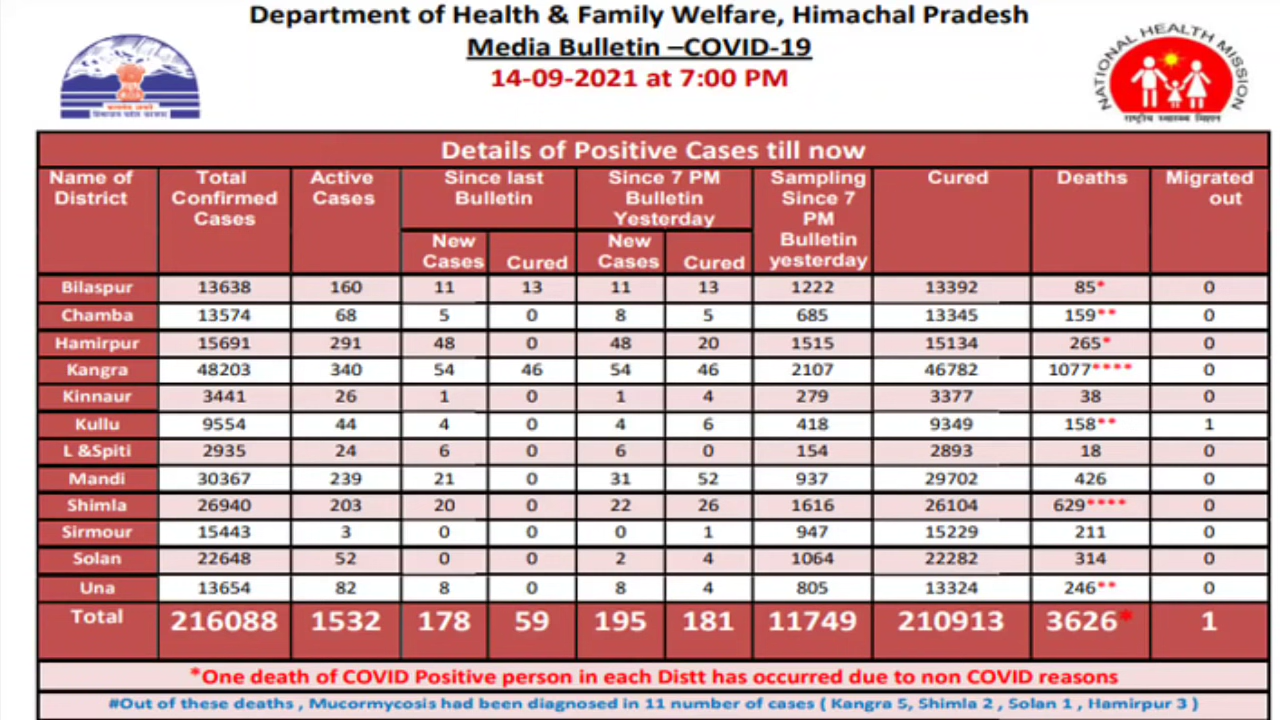 Department of Health & Family Welfare, Himachal Pradesh
Media Bulletin –COVID-19
14-09-2021 at 7:00 PM
NATIONAL HEALTH MISSION
राष्ट्रीय स्वास्थ्य मिशन
Details of Positive Cases till now
Name of District Total Confirmed Cases Active Cases Since last Bulletin Since 7 PM Bulletin Yesterday Sampling Since 7 PM Bulletin yesterday Cured Deaths Migrated out
New Cases Cured New Cases Cured
Bilaspur 13638 160 11 13 11 13 1222 13392 85* 0
Chamba 13574 68 5 0 8 5 685 13345 159** 0
Hamirpur 15691 291 48 0 48 20 1515 15134 265* 0
Kangra 48203 340 54 46 54 46 2107 46782 1077**** 0
Kinnaur 3441 26 1 0 1 4 279 3377 38 0
Kullu 9554 44 4 0 4 6 418 9349 158** 1
L &Spiti 2935 24 6 0 6 0 154 2893 18 0
Mandi 30367 239 21 0 31 52 937 29702 426 0
Shimla 26940 203 20 0 22 26 1616 26104 629**** 0
Sirmour 15443 3 0 0 0 1 947 15229 211 0
Solan 22648 52 0 0 2 4 1064 22282 314 0
Una 13654 82 8 0 8 4 805 13324 246** 0
Total 216088 1532 178 59 195 181 11749 210913 3626* 1
*One death of COVID Positive person in each Distt has occurred due to non COVID reasons
#Out of these deaths , Mucormycosis had been diagnosed in 11 number of cases ( Kangra 5, Shimla 2 , Solan 1 , Hamirpur 3 )